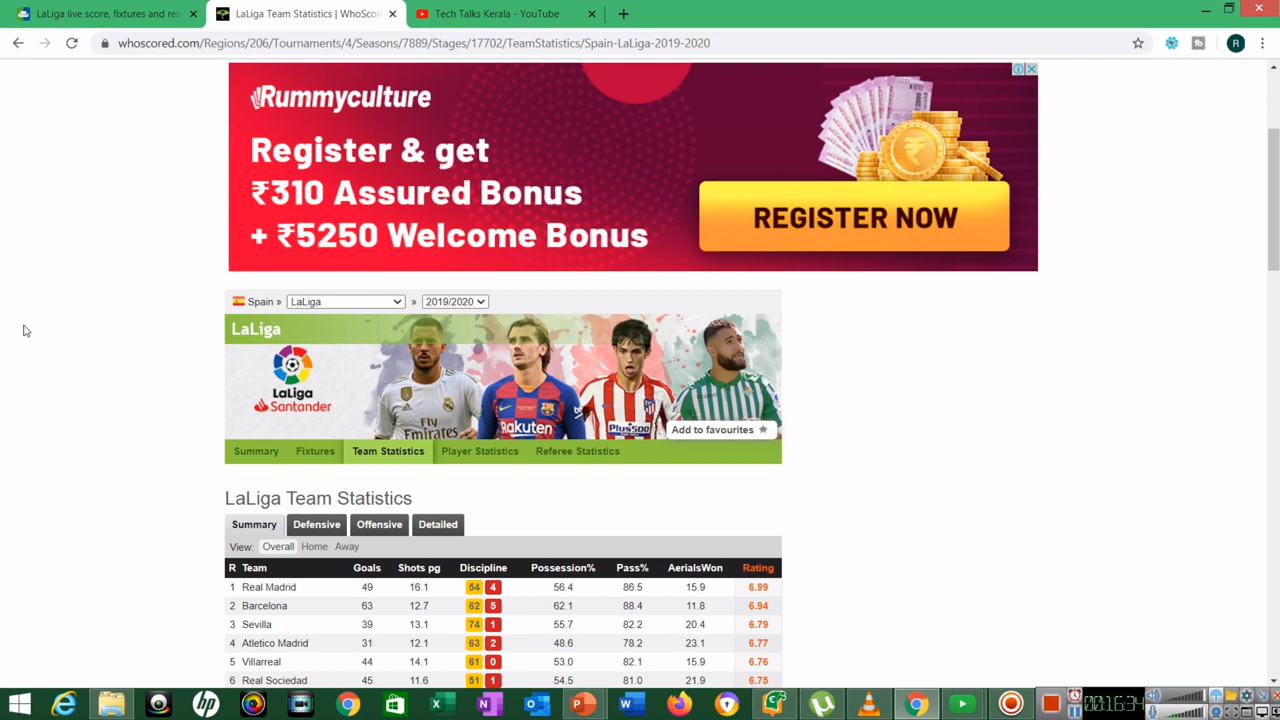 LaLiga live score, fixtures and res
LaLiga Team Statistics | WhoScore
Tech Talks Kerala - YouTube
whoscored.com/Regions/206/Tournaments/4/Seasons/7889/Stages/17702/TeamStatistics/Spain-LaLiga-2019-2020
R
Rummyculture
Register & get
₹310 Assured Bonus
+ ₹5250 Welcome Bonus
REGISTER NOW
Spain » LaLiga » 2019/2020
LaLiga
LaLiga
Santander
Fly
Emirates
Rakuten
Plus500
Add to favourites
Summary Fixtures Team Statistics Player Statistics Referee Statistics
LaLiga Team Statistics
Summary Defensive Offensive Detailed
View: Overall Home Away
R Team Goals Shots pg Discipline Possession% Pass% AerialsWon Rating
1 Real Madrid 49 16.1 54 4 56.4 86.5 15.9 6.99
2 Barcelona 63 12.7 62 5 62.1 88.4 11.8 6.94
3 Sevilla 39 13.1 74 1 55.7 82.2 20.4 6.79
4 Atletico Madrid 31 12.1 63 2 48.6 78.2 23.1 6.77
5 Villarreal 44 14.1 61 0 53.0 82.1 15.9 6.76
6 Real Sociedad 45 11.6 51 1 54.5 81.0 21.9 6.75
00:16:34